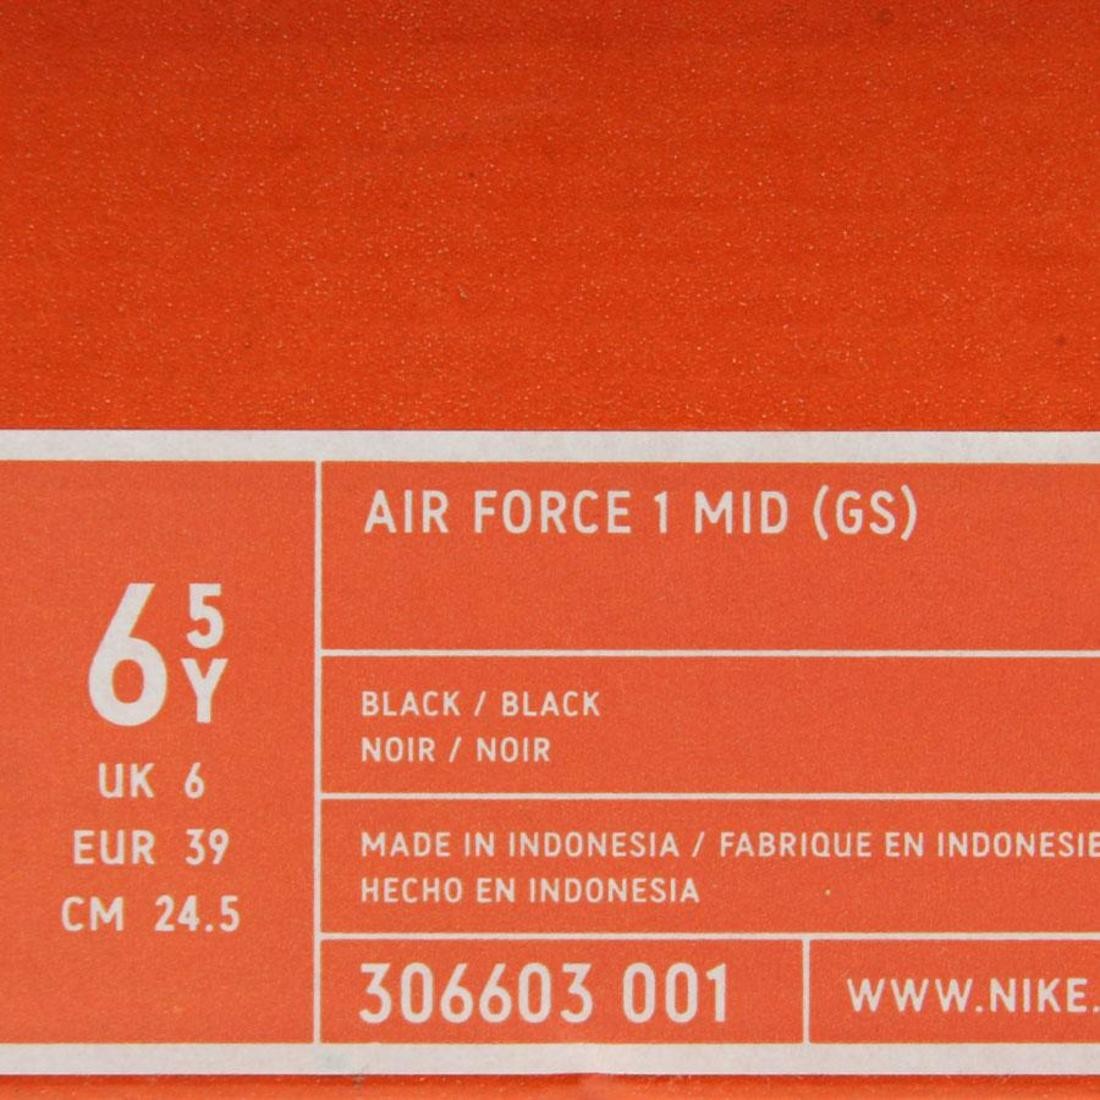 AIR FORCE 1 MID (GS)
6 5
Y
UK 6
EUR 39
CM 24.5
BLACK / BLACK
NOIR / NOIR
MADE IN INDONESIA / FABRIQUE EN INDONESIE
HECHO EN INDONESIA
306603 001
WWW.NIKE.